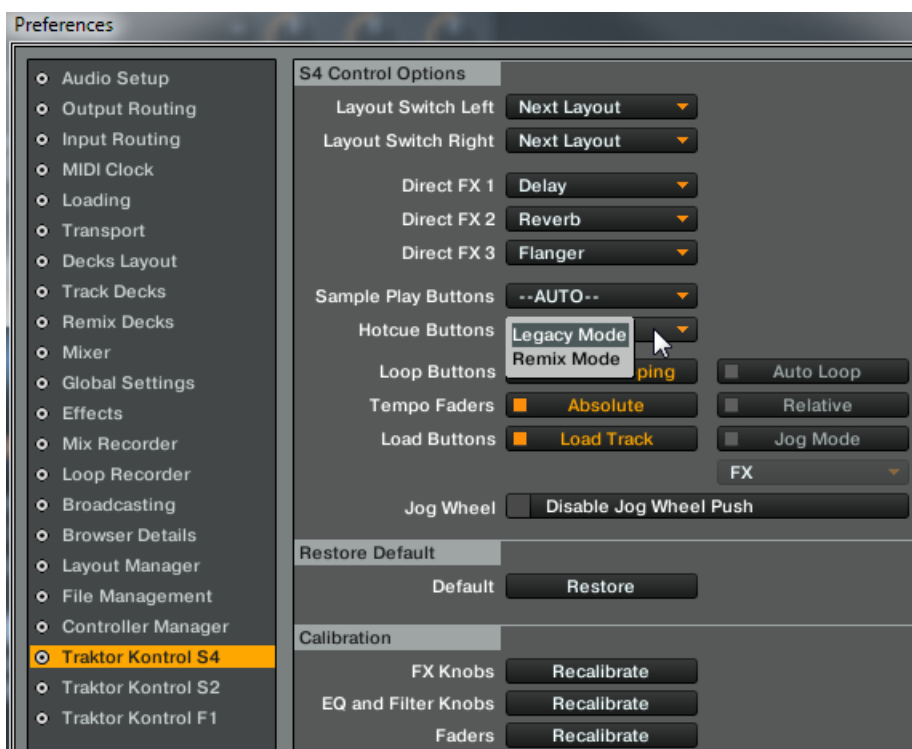 Preferences
Audio Setup
Output Routing
Input Routing
MIDI Clock
Loading
Transport
Decks Layout
Track Decks
Remix Decks
Mixer
Global Settings
Effects
Mix Recorder
Loop Recorder
Broadcasting
Browser Details
Layout Manager
File Management
Controller Manager
Traktor Kontrol S4
Traktor Kontrol S2
Traktor Kontrol F1
S4 Control Options
Layout Switch Left Next Layout
Layout Switch Right Next Layout
Direct FX 1 Delay
Direct FX 2 Reverb
Direct FX 3 Flanger
Sample Play Buttons --AUTO--
Hotcue Buttons Legacy Mode
Remix Mode
Loop Buttons ping Auto Loop
Tempo Faders Absolute Relative
Load Buttons Load Track Jog Mode
FX
Jog Wheel Disable Jog Wheel Push
Restore Default
Default Restore
Calibration
FX Knobs Recalibrate
EQ and Filter Knobs Recalibrate
Faders Recalibrate